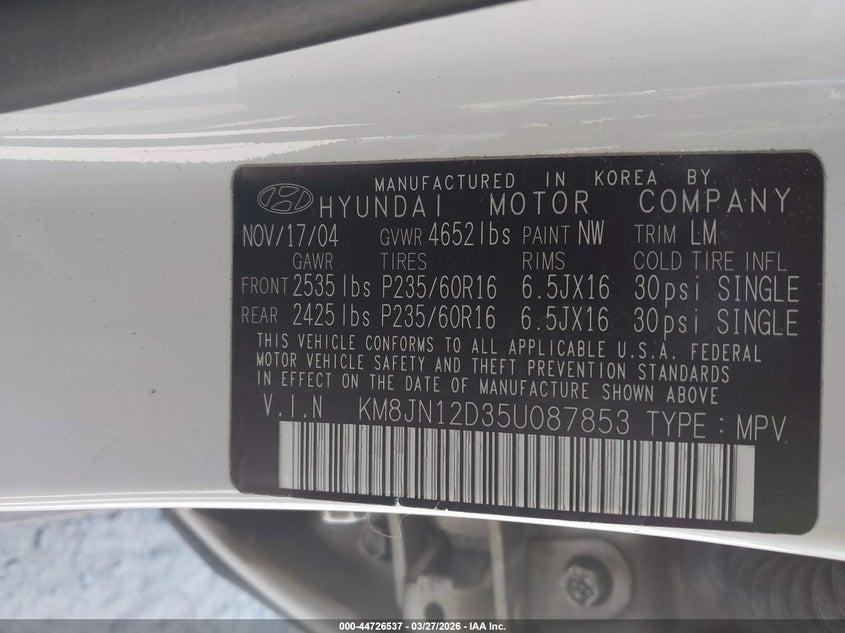 MANUFACTURED IN KOREA BY
HYUNDAI MOTOR COMPANY
NOV/17/04 GVWR 4652lbs PAINT NW TRIM LM
GAWR TIRES RIMS COLD TIRE INFL
FRONT 2535lbs P235/60R16 6.5JX16 30psi SINGLE
REAR 2425lbs P235/60R16 6.5JX16 30psi SINGLE
THIS VEHICLE CONFORMS TO ALL APPLICABLE U.S.A. FEDERAL
MOTOR VEHICLE SAFETY AND THEFT PREVENTION STANDARDS
IN EFFECT ON THE DATE OF MANUFACTURE SHOWN ABOVE
V.I.N KM8JN12D35U087853 TYPE : MPV
000-44726537 - 03/27/2026 - IAA Inc.